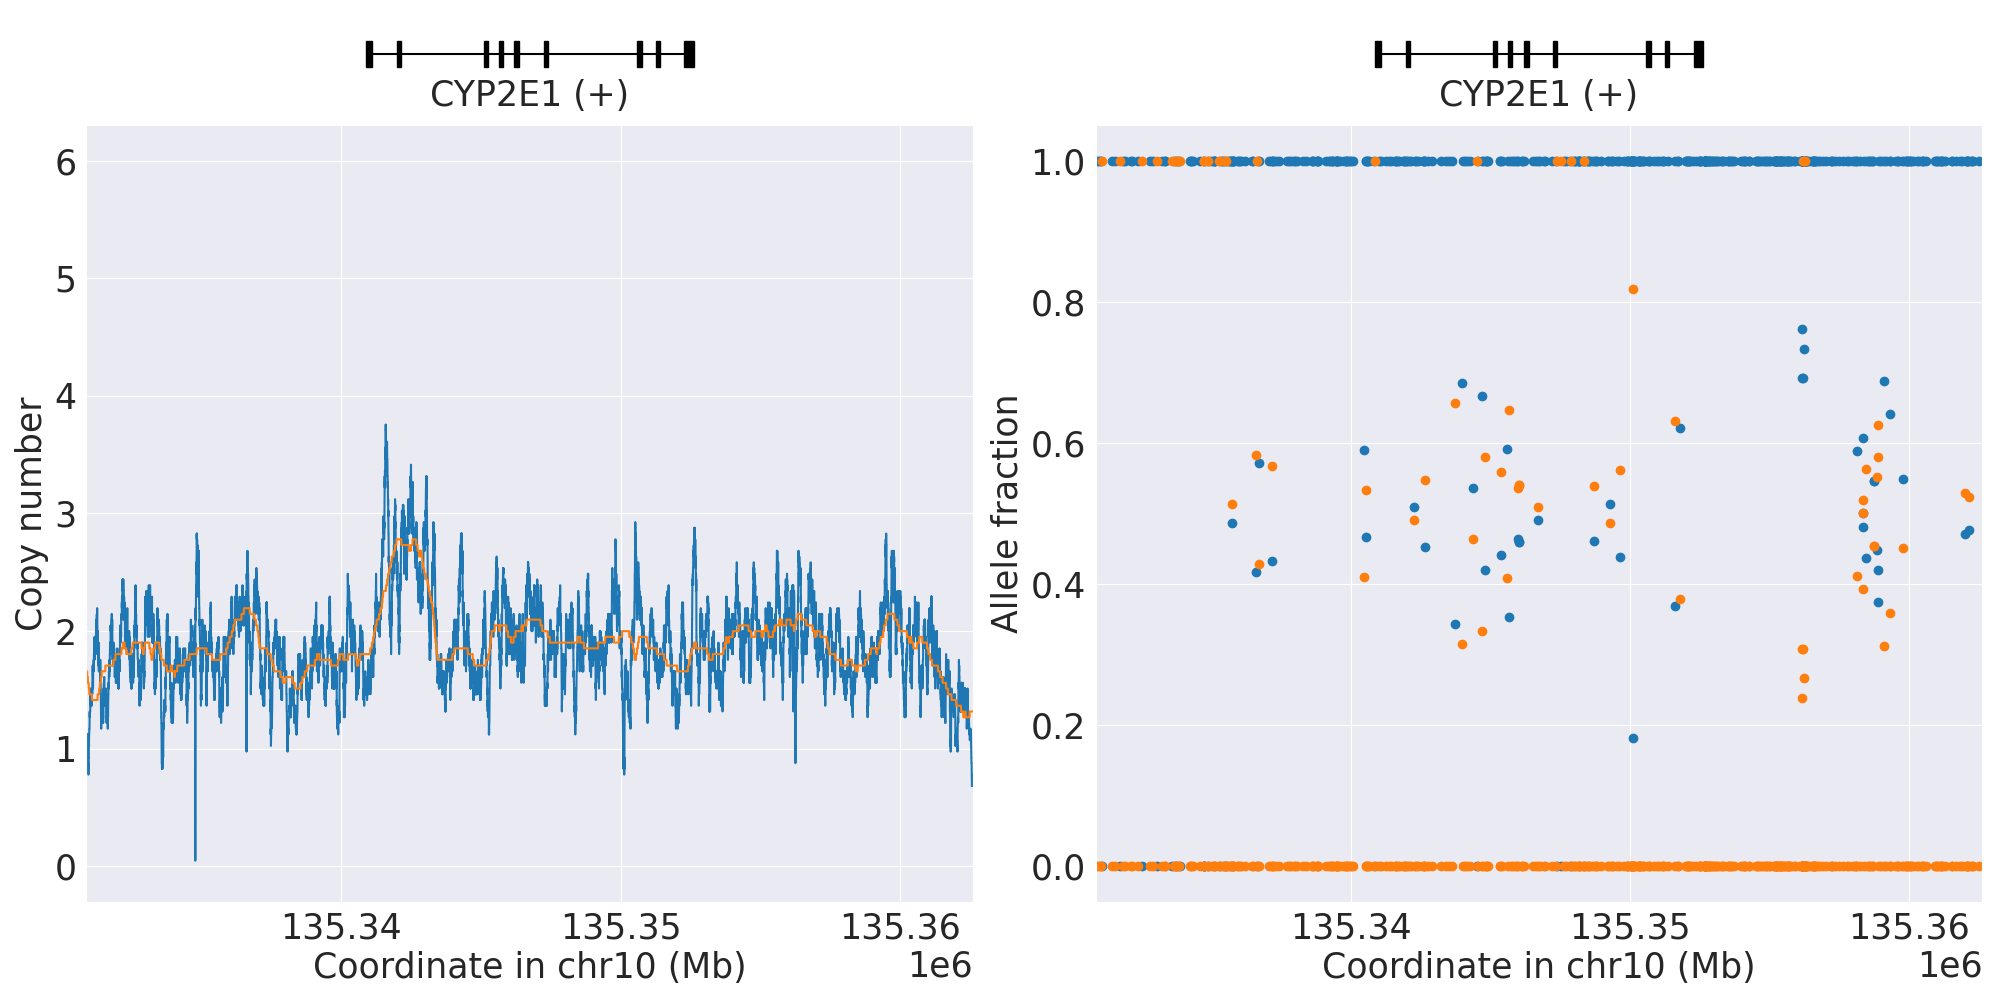 CYP2E1 (+)
Copy number
6
5
4
3
2
1
0
135.34
135.35
135.36
Coordinate in chr10 (Mb)
1e6
CYP2E1 (+)
Allele fraction
1.0
0.8
0.6
0.4
0.2
0.0
135.34
135.35
135.36
Coordinate in chr10 (Mb)
1e6